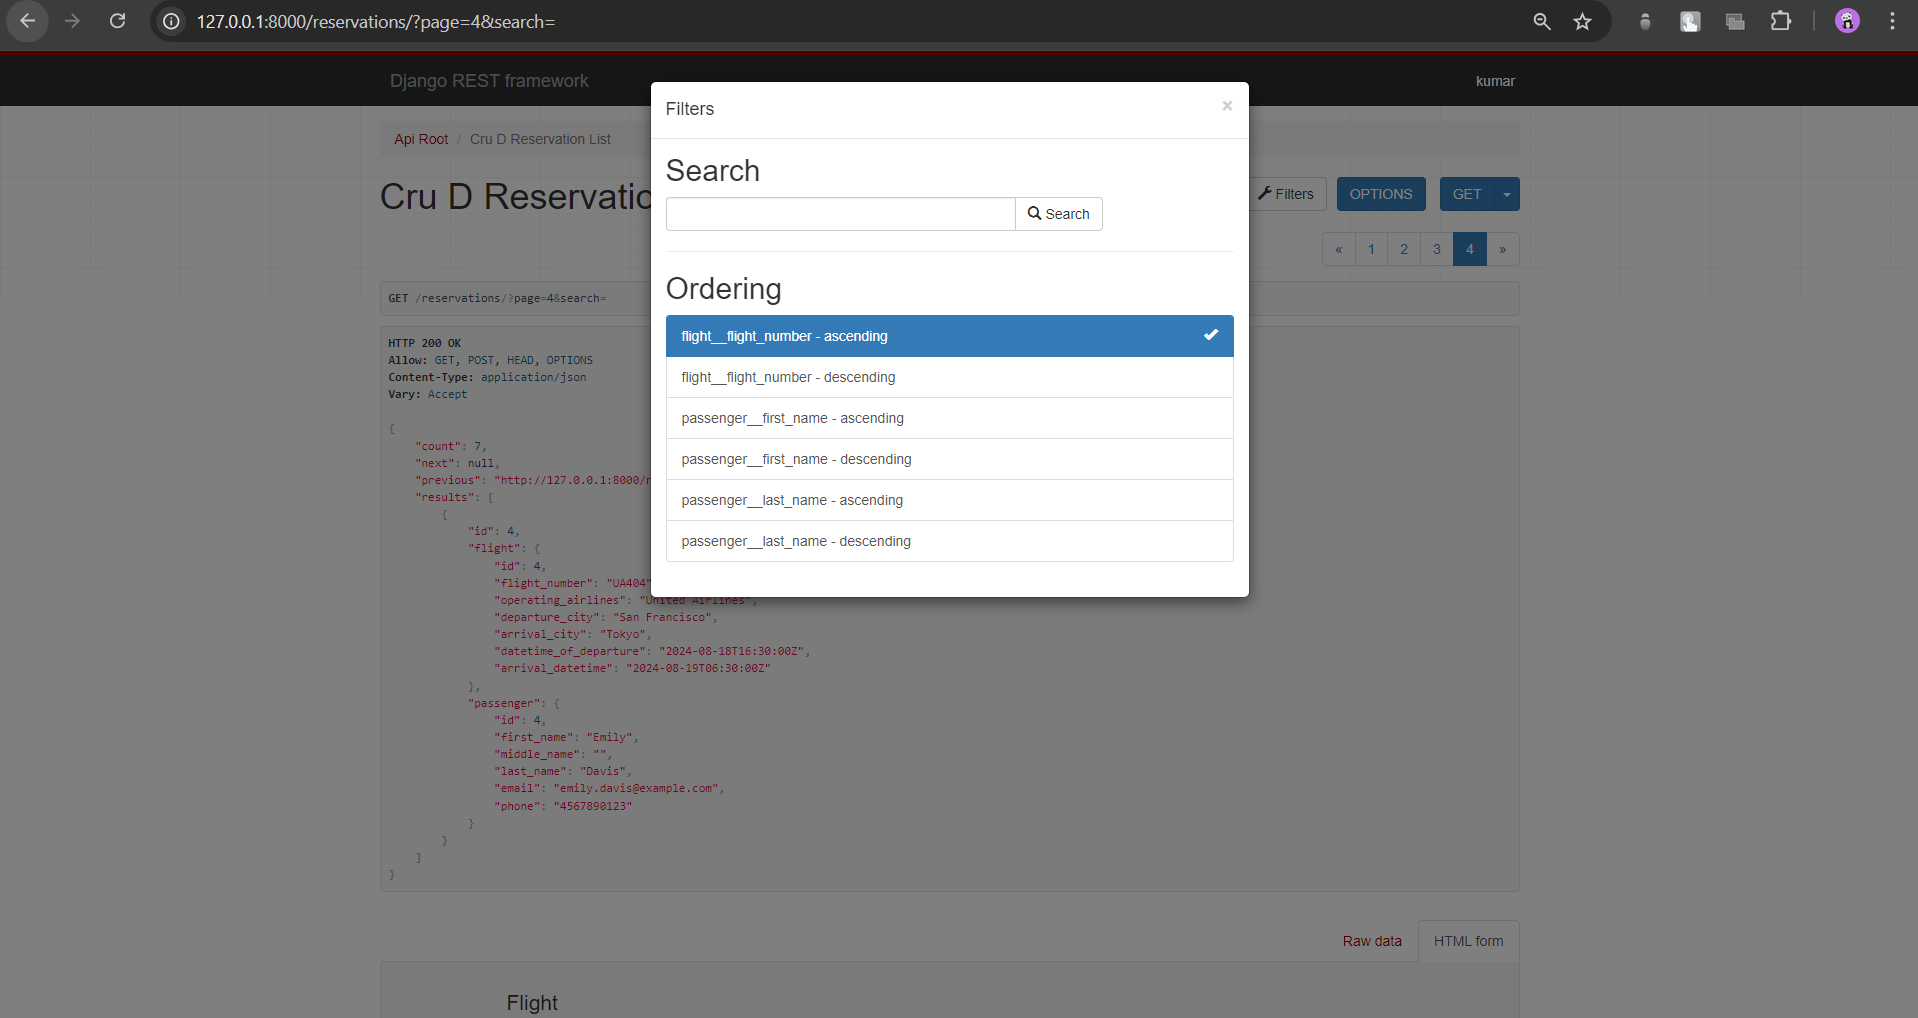 127.0.0.1:8000/reservations/?page=4&search=
Django REST framework
kumar
Api Root / Cru D Reservation List
Cru D Reservatio
Filters
OPTIONS
GET
« 1 2 3 4 »
Filters ×
Search
Search
Ordering
flight__flight_number - ascending
flight__flight_number - descending
passenger__first_name - ascending
passenger__first_name - descending
passenger__last_name - ascending
passenger__last_name - descending
GET /reservations/?page=4&search=
HTTP 200 OK
Allow: GET, POST, HEAD, OPTIONS
Content-Type: application/json
Vary: Accept
{
"count": 7,
"next": null,
"previous": "http://127.0.0.1:8000/r
"results": [
{
"id": 4,
"flight": {
"id": 4,
"flight_number": "UA404"
"operating_airlines": "United Airlines",
"departure_city": "San Francisco",
"arrival_city": "Tokyo",
"datetime_of_departure": "2024-08-18T16:30:00Z",
"arrival_datetime": "2024-08-19T06:30:00Z"
},
"passenger": {
"id": 4,
"first_name": "Emily",
"middle_name": "",
"last_name": "Davis",
"email": "emily.davis@example.com",
"phone": "4567890123"
}
}
]
}
Raw data
HTML form
Flight